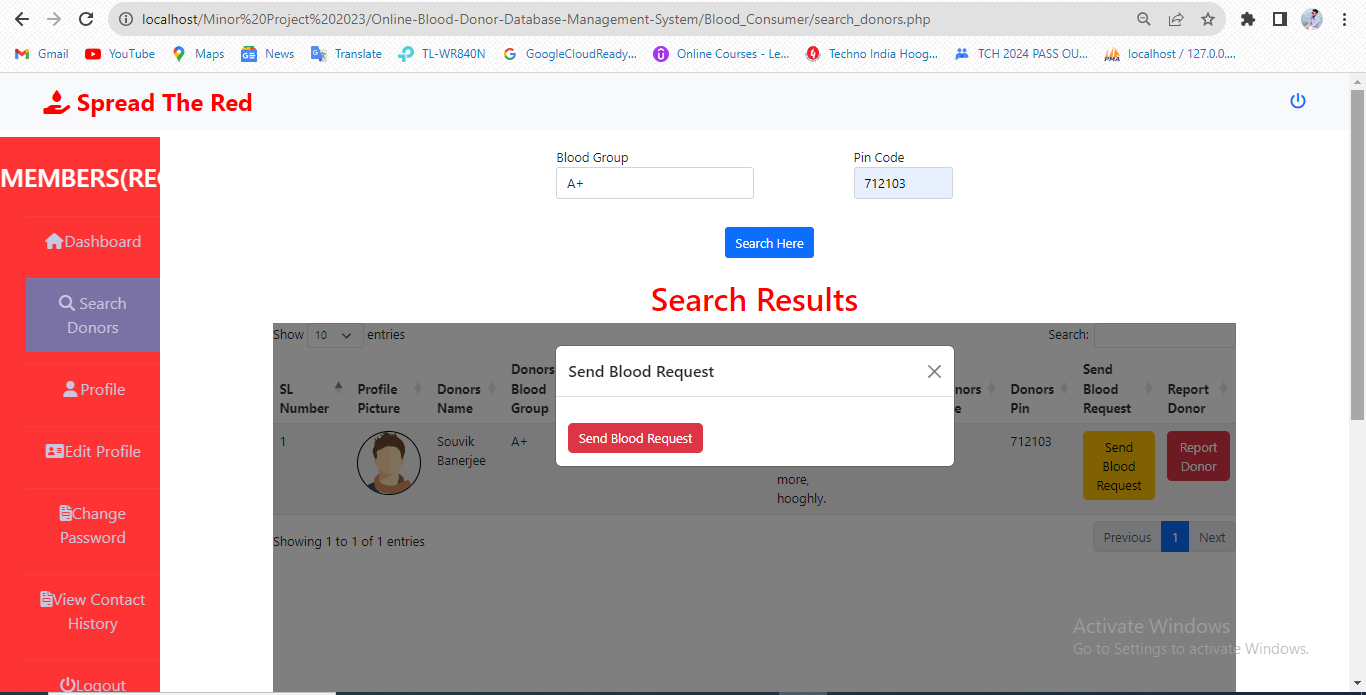 localhost/Minor%20Project%202023/Online-Blood-Donor-Database-Management-System/Blood_Consumer/search_donors.php
Gmail YouTube Maps News Translate TL-WR840N GoogleCloudReady... Online Courses - Le... Techno India Hoog... TCH 2024 PASS OU... localhost / 127.0.0....
Spread The Red
MEMBERS(REC
Dashboard
Search
Donors
Profile
Edit Profile
Change
Password
View Contact
History
Logout
Blood Group
Pin Code
A+
712103
Search Here
Search Results
Show 10 entries
Search:
SL
Number
Profile
Picture
Donors
Name
Donors
Blood
Group
Donors
Pin
Send
Blood
Request
Report
Donor
1
Souvik
Banerjee
A+
more,
hooghly.
712103
Send
Blood
Request
Report
Donor
Send Blood Request
Send Blood Request
Showing 1 to 1 of 1 entries
Previous 1 Next
Activate Windows
Go to Settings to activate Windows.